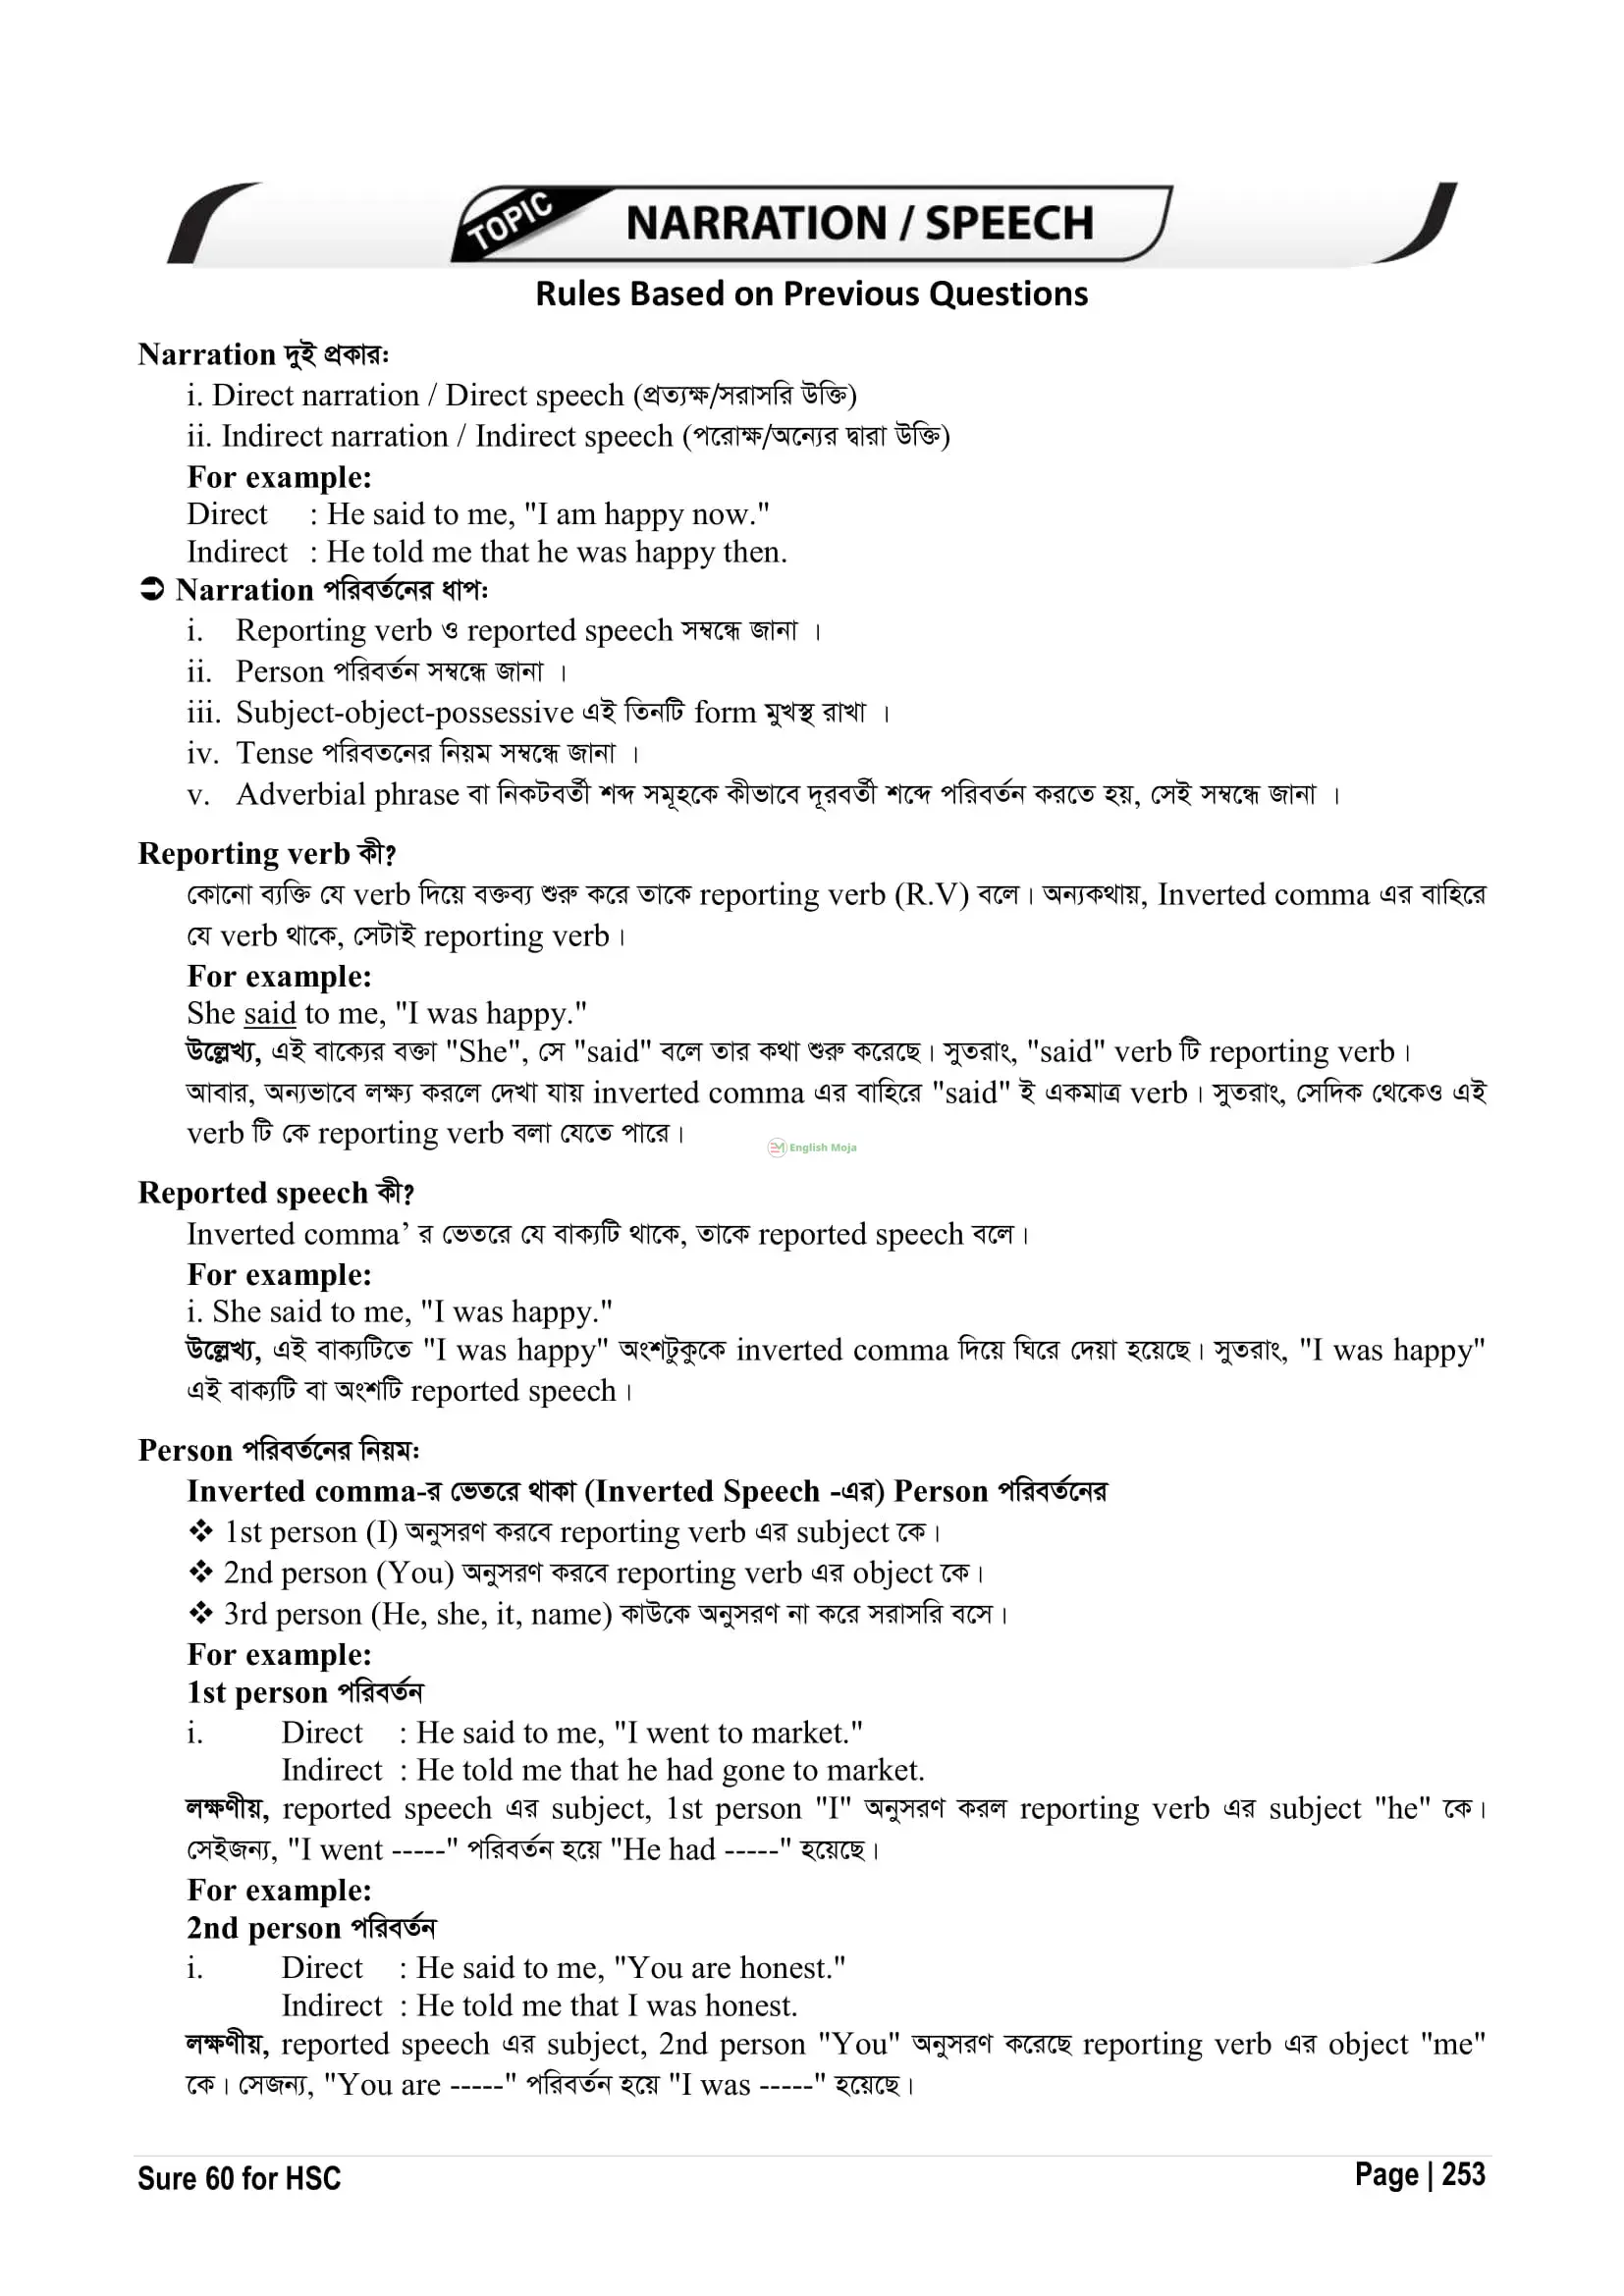 TOPIC
NARRATION / SPEECH
Rules Based on Previous Questions
Narration দুই প্রকার:
i. Direct narration / Direct speech (প্রত্যক্ষ/সরাসরি উক্তি)
ii. Indirect narration / Indirect speech (পরোক্ষ/অন্যের দ্বারা উক্তি)
For example:
Direct : He said to me, "I am happy now."
Indirect : He told me that he was happy then.
➲ Narration পরিবর্তনের ধাপ:
i. Reporting verb ও reported speech সম্বন্ধে জানা ।
ii. Person পরিবর্তন সম্বন্ধে জানা ।
iii. Subject-object-possessive এই তিনটি form মুখস্থ রাখা ।
iv. Tense পরিবতনের নিয়ম সম্বন্ধে জানা ।
v. Adverbial phrase বা নিকটবর্তী শব্দ সমূহকে কীভাবে দূরবর্তী শব্দে পরিবর্তন করতে হয়, সেই সম্বন্ধে জানা ।
Reporting verb কী?
কোনো ব্যক্তি যে verb দিয়ে বক্তব্য শুরু করে তাকে reporting verb (R.V) বলে। অন্যকথায়, Inverted comma এর বাহিরে
যে verb থাকে, সেটাই reporting verb।
For example:
She said to me, "I was happy."
উল্লেখ্য, এই বাক্যের বক্তা "She", সে "said" বলে তার কথা শুরু করেছে। সুতরাং, "said" verb টি reporting verb।
আবার, অন্যভাবে লক্ষ্য করলে দেখা যায় inverted comma এর বাহিরে "said" ই একমাত্র verb। সুতরাং, সেদিক থেকেও এই
verb টি কে reporting verb বলা যেতে পারে।
English Moja
Reported speech কী?
Inverted comma’ র ভেতরে যে বাক্যটি থাকে, তাকে reported speech বলে।
For example:
i. She said to me, "I was happy."
উল্লেখ্য, এই বাক্যটিতে "I was happy" অংশটুকুকে inverted comma দিয়ে ঘিরে দেয়া হয়েছে। সুতরাং, "I was happy"
এই বাক্যটি বা অংশটি reported speech।
Person পরিবর্তনের নিয়ম:
Inverted comma-র ভেতরে থাকা (Inverted Speech -এর) Person পরিবর্তনের
❖ 1st person (I) অনুসরণ করবে reporting verb এর subject কে।
❖ 2nd person (You) অনুসরণ করবে reporting verb এর object কে।
❖ 3rd person (He, she, it, name) কাউকে অনুসরণ না করে সরাসরি বসে।
For example:
1st person পরিবর্তন
i. Direct : He said to me, "I went to market."
Indirect : He told me that he had gone to market.
লক্ষণীয়, reported speech এর subject, 1st person "I" অনুসরণ করল reporting verb এর subject "he" কে।
সেইজন্য, "I went -----" পরিবর্তন হয়ে "He had -----" হয়েছে।
For example:
2nd person পরিবর্তন
i. Direct : He said to me, "You are honest."
Indirect : He told me that I was honest.
লক্ষণীয়, reported speech এর subject, 2nd person "You" অনুসরণ করেছে reporting verb এর object "me"
কে। সেজন্য, "You are -----" পরিবর্তন হয়ে "I was -----" হয়েছে।
Sure 60 for HSC
Page | 253